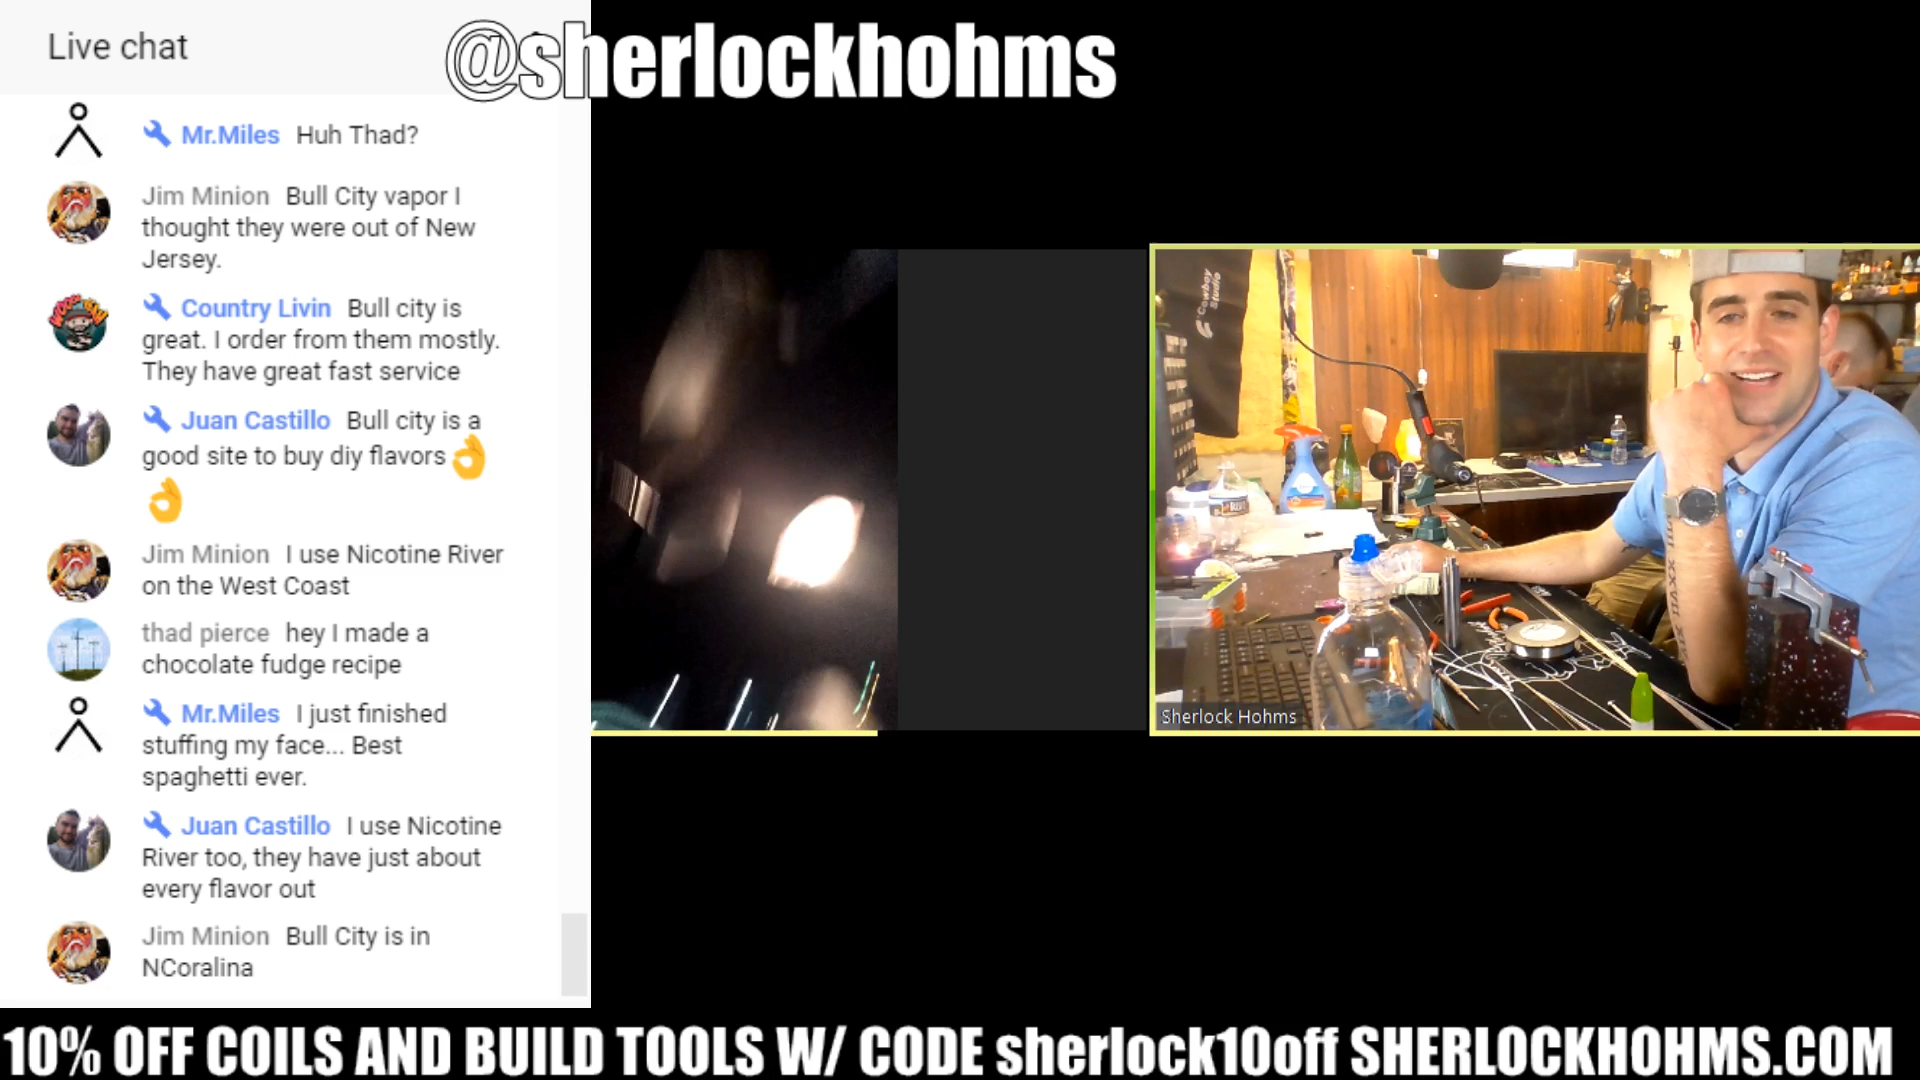 Live chat
@sherlockhohms
Mr.Miles Huh Thad?
Jim Minion Bull City vapor I
thought they were out of New
Jersey.
Country Livin Bull city is
great. I order from them mostly.
They have great fast service
Juan Castillo Bull city is a
good site to buy diy flavors👌
👌
Jim Minion I use Nicotine River
on the West Coast
thad pierce hey I made a
chocolate fudge recipe
Mr.Miles I just finished
stuffing my face... Best
spaghetti ever.
Juan Castillo I use Nicotine
River too, they have just about
every flavor out
Jim Minion Bull City is in
NCoralina
Cowboy
Studio
Sherlock Hohms
10% OFF COILS AND BUILD TOOLS W/ CODE sherlock10off SHERLOCKHOHMS.COM